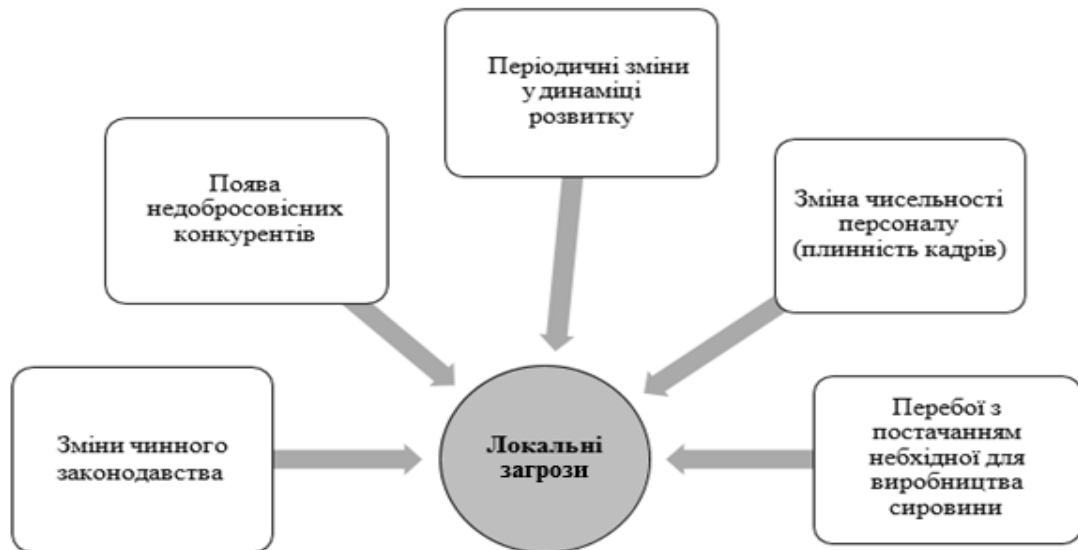 Періодичні зміни
у динаміці
розвитку
Поява
недобросовісних
конкурентів
Зміна чисельності
персоналу
(плинність кадрів)
Зміни чинного
законодавства
Локальні
загрози
Перебої з
постачанням
небхідної для
виробництва
сировини